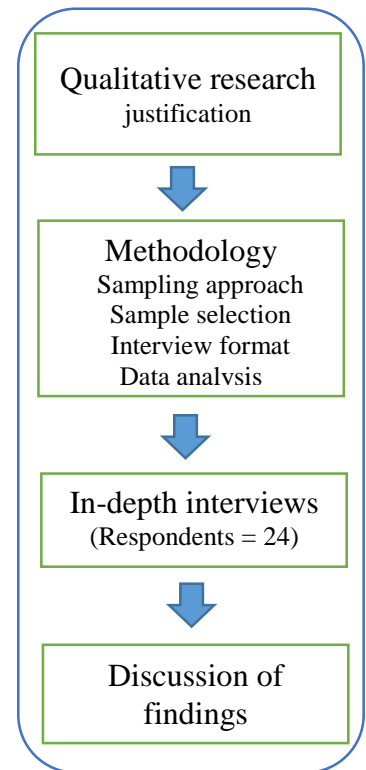 Qualitative research
justification
Methodology
Sampling approach
Sample selection
Interview format
Data analysis
In-depth interviews
(Respondents = 24)
Discussion of
findings